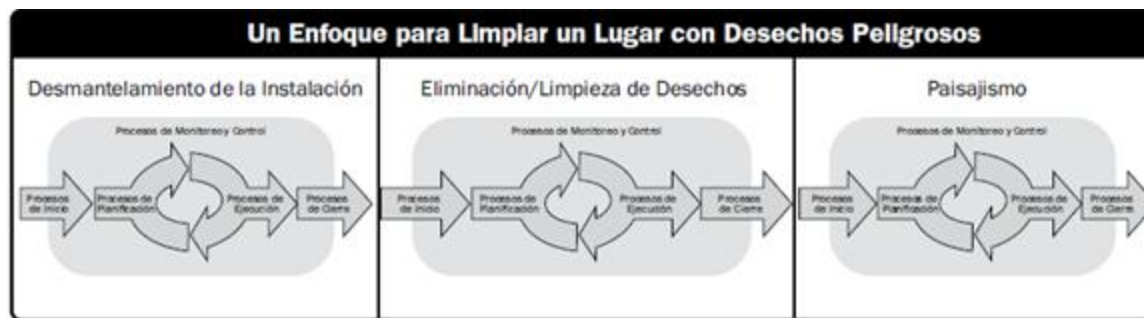 Un Enfoque para Limpiar un Lugar con Desechos Peligrosos
Desmantelamiento de la Instalación
Procesos de Monitoreo y Control
Procesos
de Inicio
Procesos de
Planificación
Procesos de
Ejecución
Procesos
de Cierre
Eliminación/Limpieza de Desechos
Procesos de Monitoreo y Control
Procesos
de Inicio
Procesos de
Planificación
Procesos de
Ejecución
Procesos
de Cierre
Paisajismo
Procesos de Monitoreo y Control
Procesos
de Inicio
Procesos de
Planificación
Procesos de
Ejecución
Procesos
de Cierre